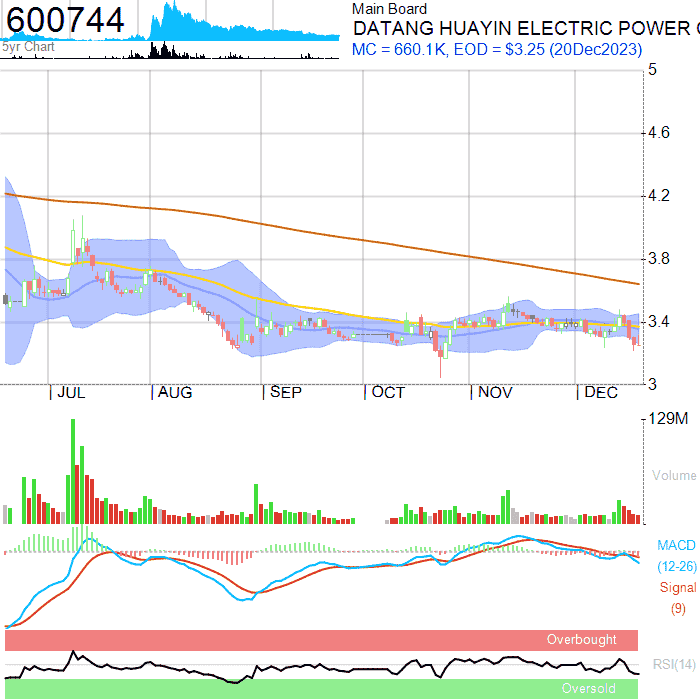 600744
5yr Chart
Main Board
DATANG HUAYIN ELECTRIC POWER
MC = 660.1K, EOD = $3.25 (20Dec2023)
5
4.6
4.2
3.8
3.4
3
JUL AUG SEP OCT NOV DEC
129M
Volume
MACD
(12-26)
Signal
(9)
Overbought
RSI(14)
Oversold